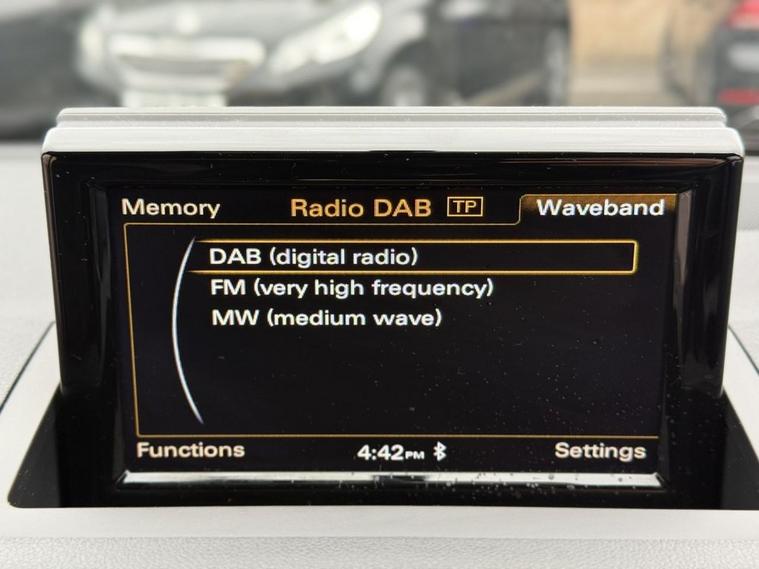 Memory Radio DAB TP Waveband
DAB (digital radio)
FM (very high frequency)
MW (medium wave)
Functions 4:42PM Settings